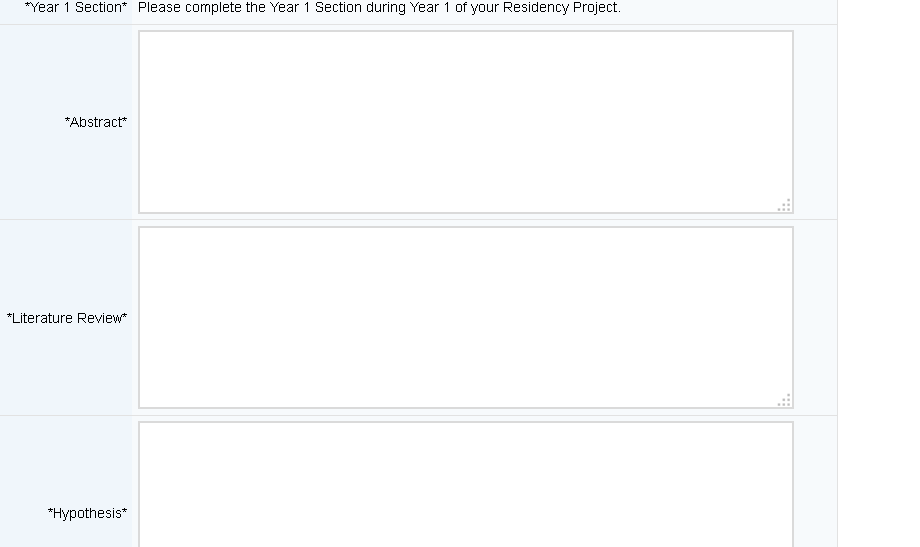 *Year 1 Section* Please complete the Year 1 Section during Year 1 of your Residency Project.
*Abstract*
*Literature Review*
*Hypothesis*